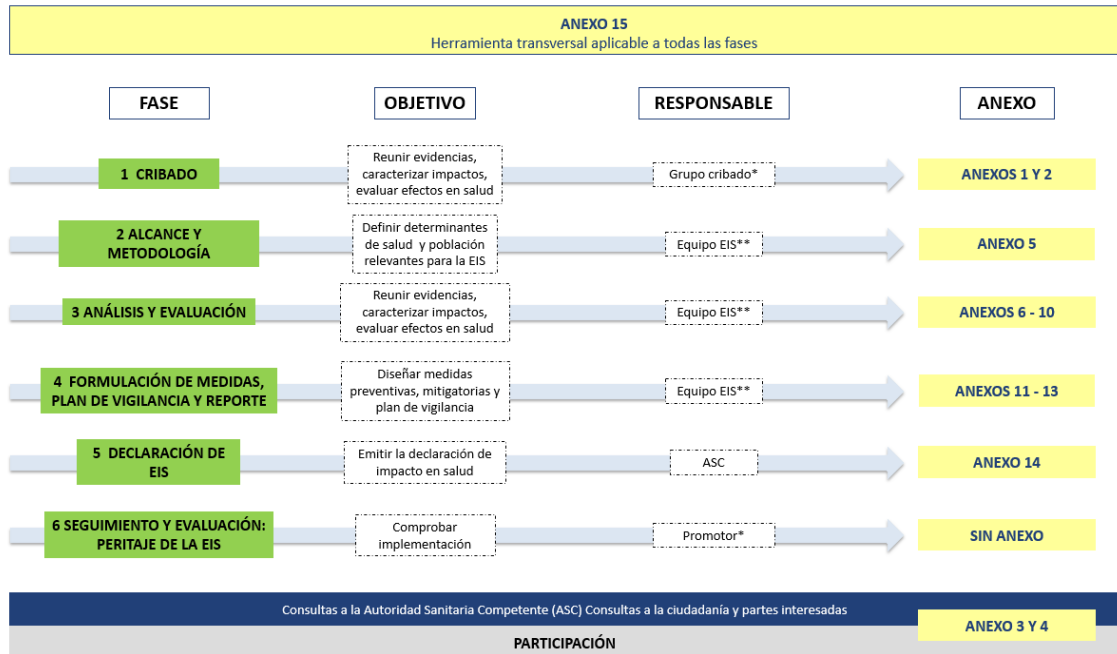 ANEXO 15
Herramienta transversal aplicable a todas las fases
FASE
OBJETIVO
RESPONSABLE
ANEXO
1 CRIBADO
Reunir evidencias,
caracterizar impactos,
evaluar efectos en salud
Grupo cribado*
ANEXOS 1 Y 2
2 ALCANCE Y
METODOLOGÍA
Definir determinantes
de salud y población
relevantes para la EIS
Equipo EIS**
ANEXO 5
3 ANÁLISIS Y EVALUACIÓN
Reunir evidencias,
caracterizar impactos,
evaluar efectos en salud
Equipo EIS**
ANEXOS 6 - 10
4 FORMULACIÓN DE MEDIDAS,
PLAN DE VIGILANCIA Y REPORTE
Diseñar medidas
preventivas, mitigatorias y
plan de vigilancia
Equipo EIS**
ANEXOS 11 - 13
5 DECLARACIÓN DE
EIS
Emitir la declaración de
impacto en salud
ASC
ANEXO 14
6 SEGUIMIENTO Y EVALUACIÓN:
PERITAJE DE LA EIS
Comprobar
implementación
Promotor*
SIN ANEXO
Consultas a la Autoridad Sanitaria Competente (ASC) Consultas a la ciudadanía y partes interesadas
ANEXO 3 Y 4
PARTICIPACIÓN